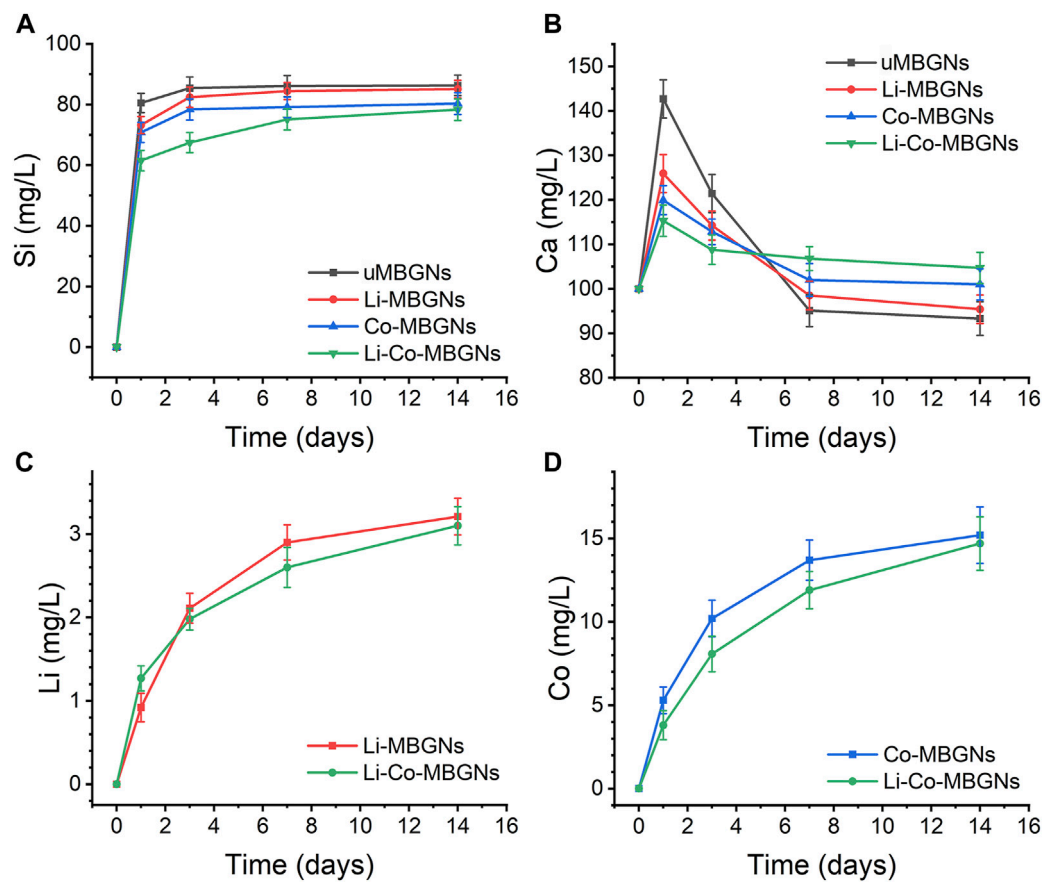 A
Si (mg/L)
100
80
60
40
20
0
uMBGNs
Li-MBGNs
Co-MBGNs
Li-Co-MBGNs
0 2 4 6 8 10 12 14 16
Time (days)
B
Ca (mg/L)
150
140
130
120
110
100
90
80
uMBGNs
Li-MBGNs
Co-MBGNs
Li-Co-MBGNs
0 2 4 6 8 10 12 14 16
Time (days)
C
Li (mg/L)
3
2
1
0
Li-MBGNs
Li-Co-MBGNs
0 2 4 6 8 10 12 14 16
Time (days)
D
Co (mg/L)
15
10
5
0
Co-MBGNs
Li-Co-MBGNs
0 2 4 6 8 10 12 14 16
Time (days)